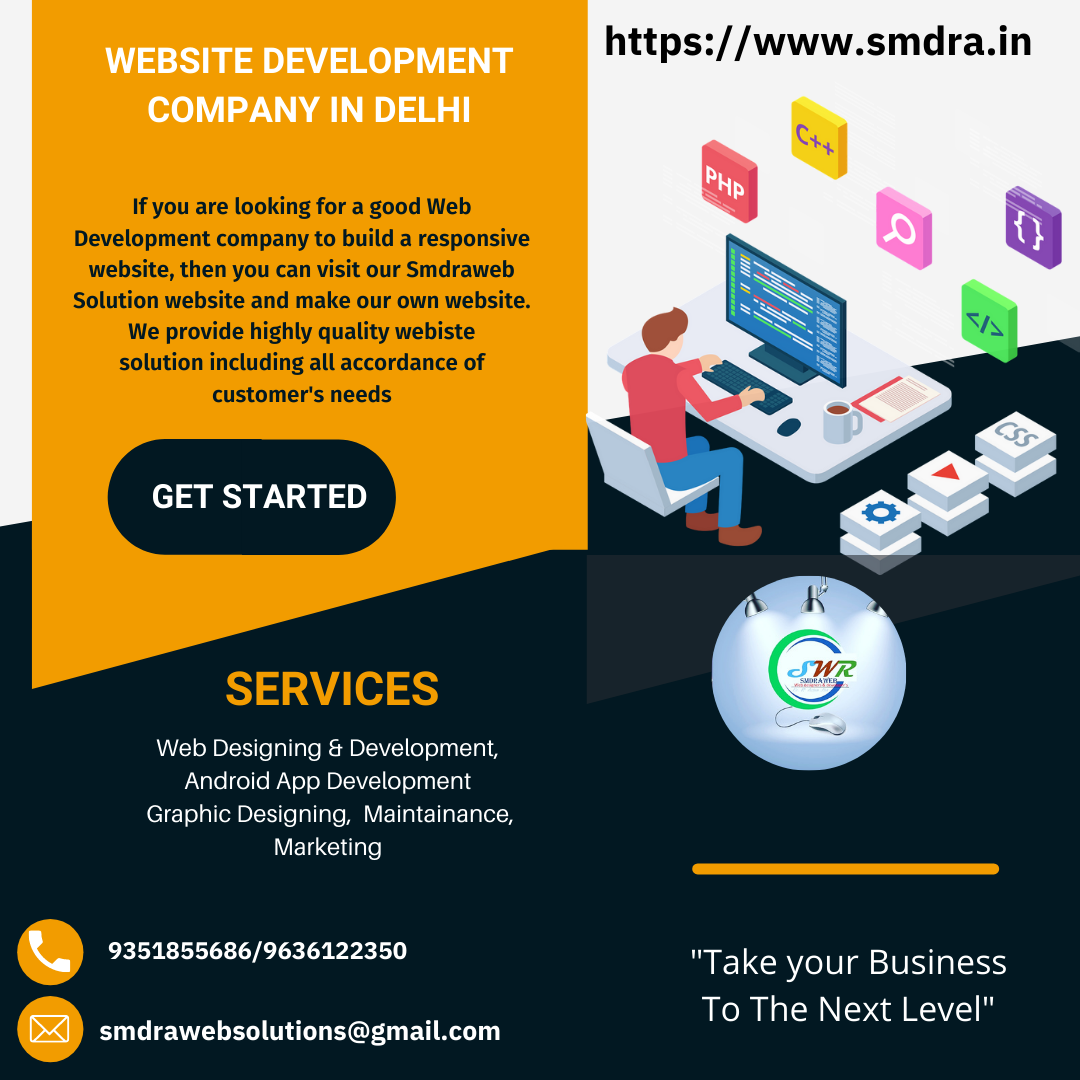 https://www.smdra.in
WEBSITE DEVELOPMENT
COMPANY IN DELHI
If you are looking for a good Web
Development company to build a responsive
website, then you can visit our Smdraweb
Solution website and make our own website.
We provide highly quality webiste
solution including all accordance of
customer's needs
GET STARTED
C++
PHP
{}
</>
CSS
SWR
SMDRAWEB
SERVICES
Web Designing & Development,
Android App Development
Graphic Designing, Maintainance,
Marketing
9351855686/9636122350
smdrawebsolutions@gmail.com
"Take your Business
To The Next Level"